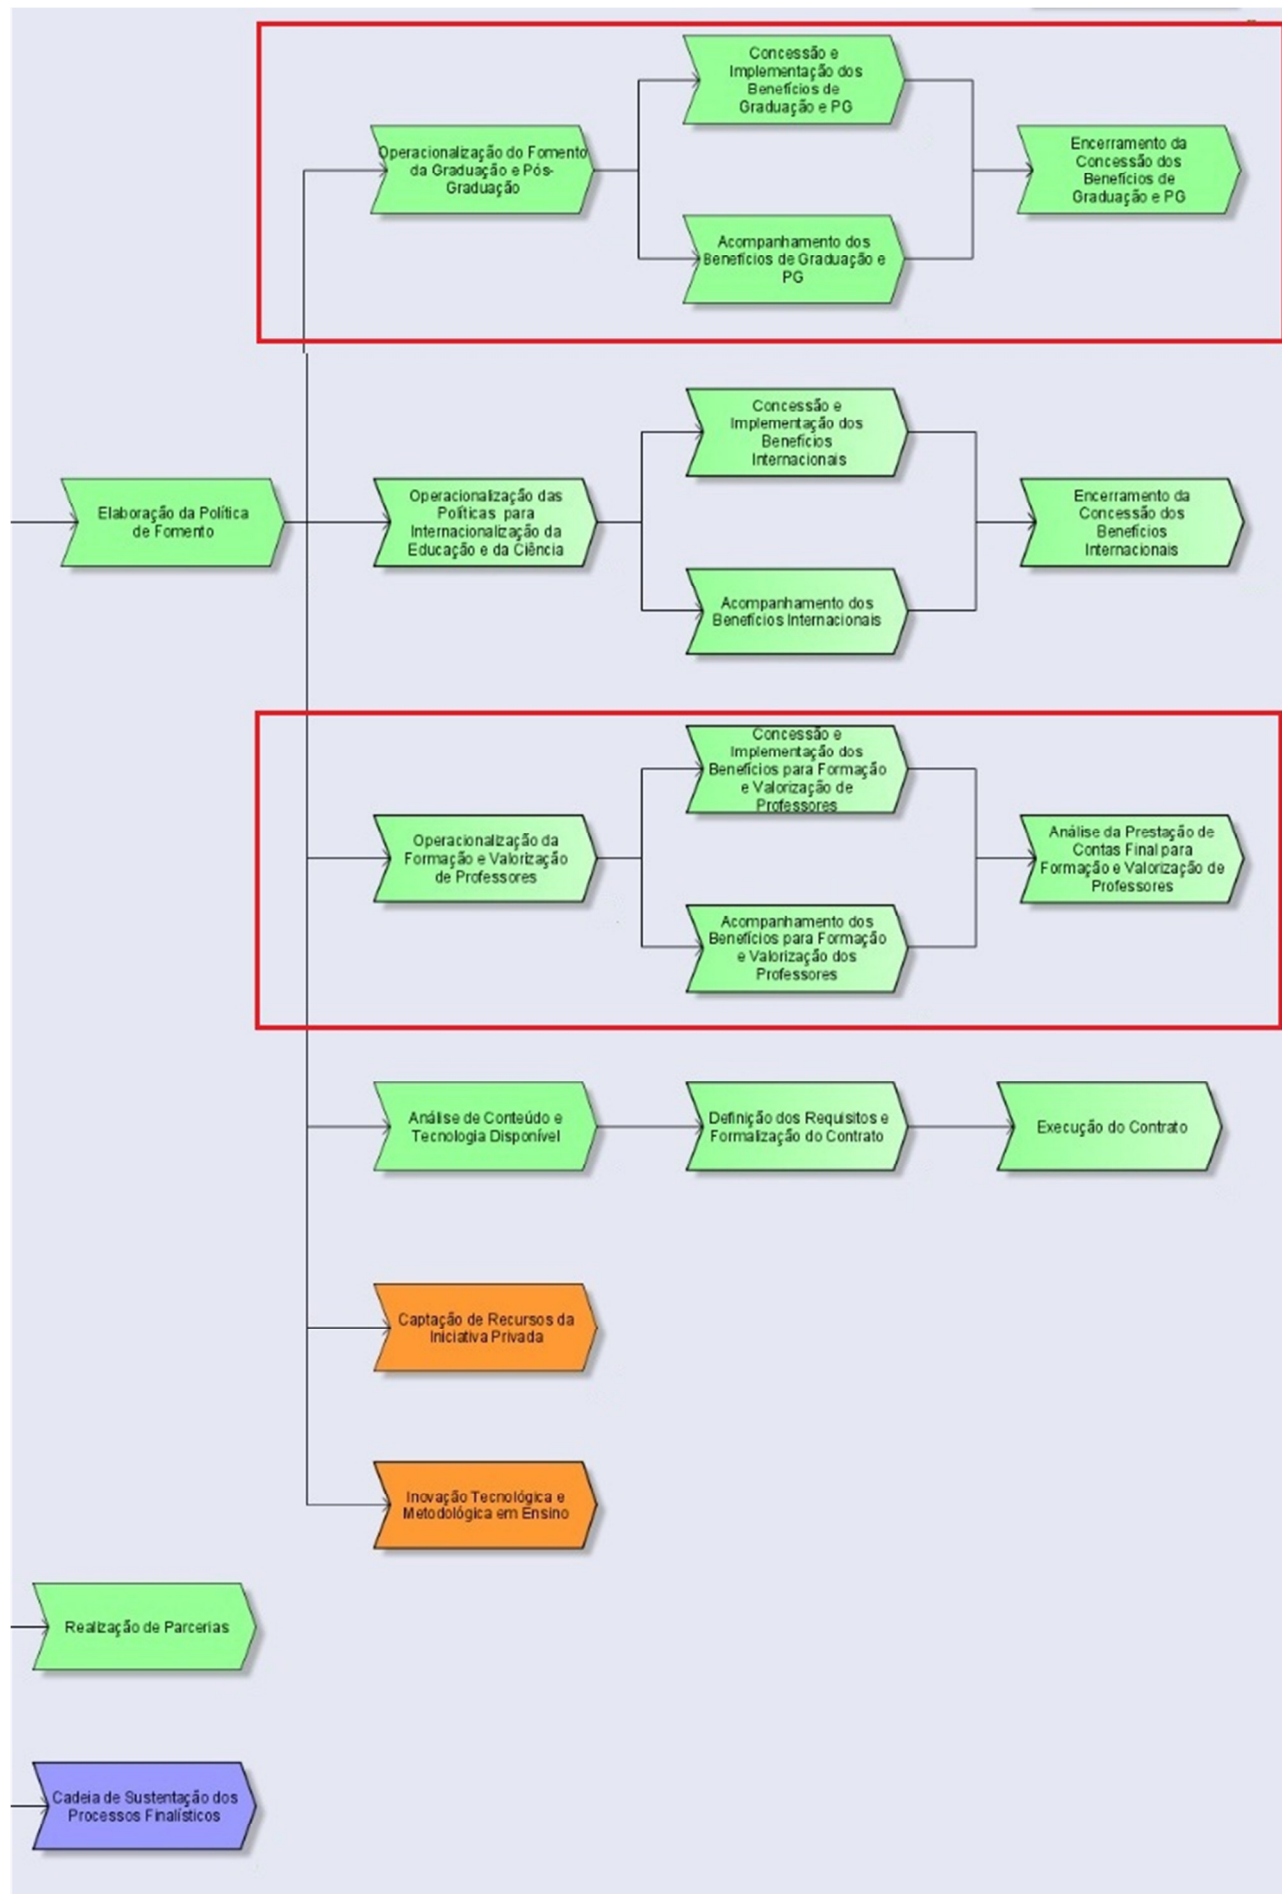 Concessão e
Implementação dos
Benefícios de
Graduação e PG
Operacionalização do Fomento
da Graduação e Pós-
Graduação
Encerramento da
Concessão dos
Benefícios de
Graduação e PG
Acompanhamento dos
Benefícios de Graduação e
PG
Concessão e
Implementação dos
Benefícios
Internacionais
Elaboração da Política
de Fomento
Operacionalização das
Políticas para
Internacionalização da
Educação e da Ciência
Encerramento da
Concessão dos
Benefícios
Internacionais
Acompanhamento dos
Benefícios Internacionais
Concessão e
Implementação dos
Benefícios para Formação
e Valorização de
Professores
Operacionalização da
Formação e Valorização
de Professores
Análise da Prestação de
Contas Final para
Formação e Valorização de
Professores
Acompanhamento dos
Benefícios para Formação
e Valorização dos
Professores
Análise de Conteúdo e
Tecnologia Disponível
Definição dos Requisitos e
Formalização do Contrato
Execução do Contrato
Captação de Recursos da
Iniciativa Privada
Inovação Tecnológica e
Metodológica em Ensino
Realização de Parcerias
Cadeia de Sustentação dos
Processos Finalísticos